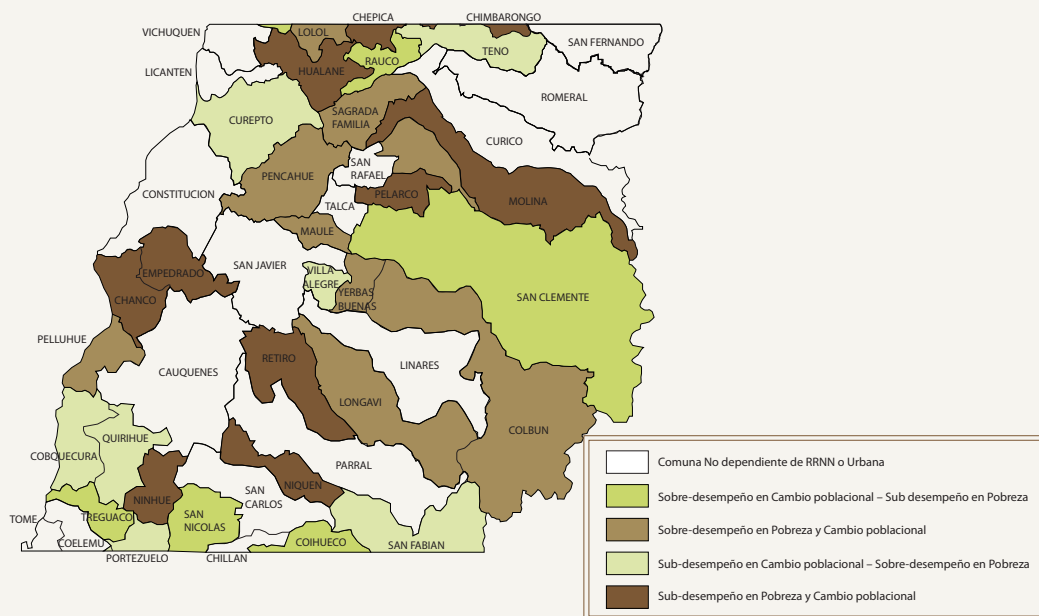 CHEPICA
CHIMBARONGO
VICHUQUEN
LOLOL
SAN FERNANDO
TENO
RAUCO
LICANTEN
HUALANE
ROMERAL
SAGRADA
FAMILIA
CUREPTO
CURICO
SAN
RAFAEL
PENCAHUE
CONSTITUCION
PELARCO
MOLINA
TALCA
MAULE
SAN JAVIER
EMPEDRADO
VILLA
ALEGRE
YERBAS
BUENAS
SAN CLEMENTE
CHANCO
PELLUHUE
RETIRO
LINARES
CAUQUENES
LONGAVI
COLBUN
QUIRIHUE
COBQUECURA
PARRAL
NIQUEN
SAN
CARLOS
NINHUE
TREGUACO
SAN
NICOLAS
TOME
COELEMU
COIHUECO
SAN FABIAN
PORTEZUELO
CHILLAN
Comuna No dependiente de RRNN o Urbana
Sobre-desempeño en Cambio poblacional – Sub desempeño en Pobreza
Sobre-desempeño en Pobreza y Cambio poblacional
Sub-desempeño en Cambio poblacional – Sobre-desempeño en Pobreza
Sub-desempeño en Pobreza y Cambio poblacional